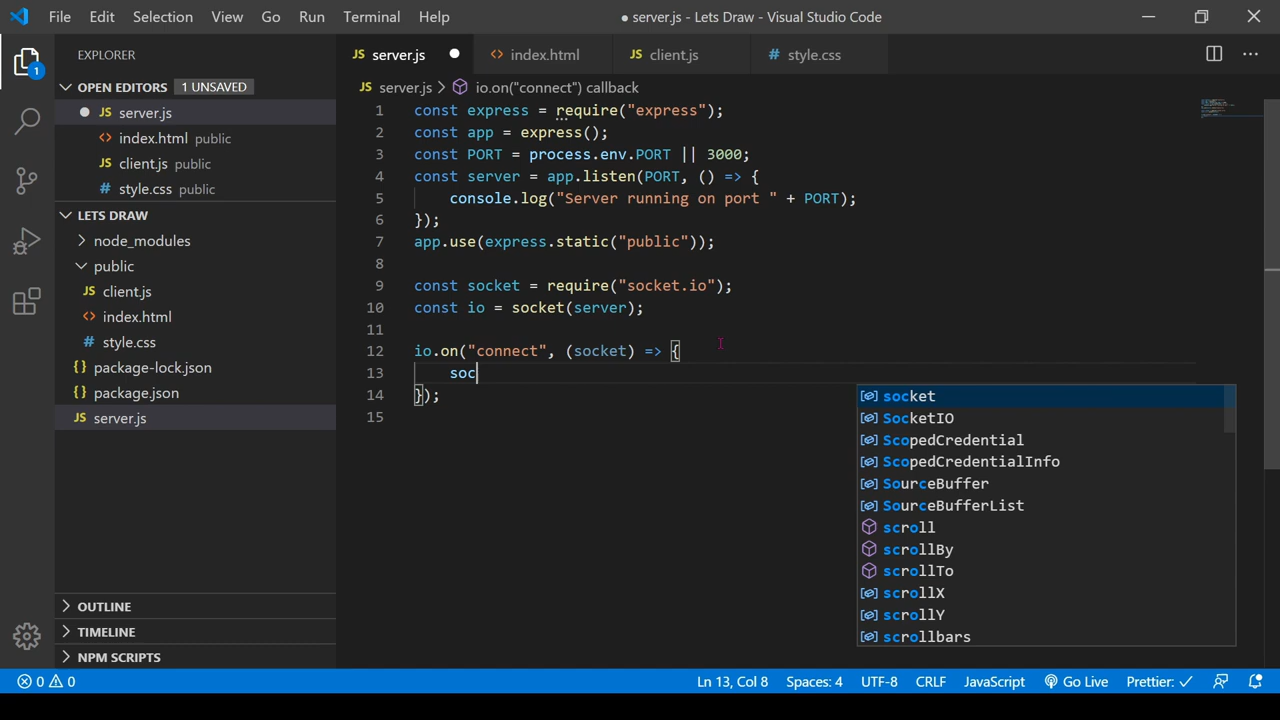 File Edit Selection View Go Run Terminal Help
● server.js - Lets Draw - Visual Studio Code
EXPLORER
OPEN EDITORS 1 UNSAVED
JS server.js
<> index.html public
JS client.js public
# style.css public
LETS DRAW
node_modules
public
JS client.js
<> index.html
# style.css
{} package-lock.json
{} package.json
JS server.js
OUTLINE
TIMELINE
NPM SCRIPTS
1
JS server.js ● <> index.html JS client.js # style.css
JS server.js > io.on("connect") callback
1 const express = require("express");
2 const app = express();
3 const PORT = process.env.PORT || 3000;
4 const server = app.listen(PORT, () => {
5 console.log("Server running on port " + PORT);
6 });
7 app.use(express.static("public"));
8
9 const socket = require("socket.io");
10 const io = socket(server);
11
12 io.on("connect", (socket) => {
13 soc
14 });
15
socket
SocketIO
ScopedCredential
ScopedCredentialInfo
SourceBuffer
SourceBufferList
scroll
scrollBy
scrollTo
scrollX
scrollY
scrollbars
0 0 Ln 13, Col 8 Spaces: 4 UTF-8 CRLF JavaScript Go Live Prettier: ✓